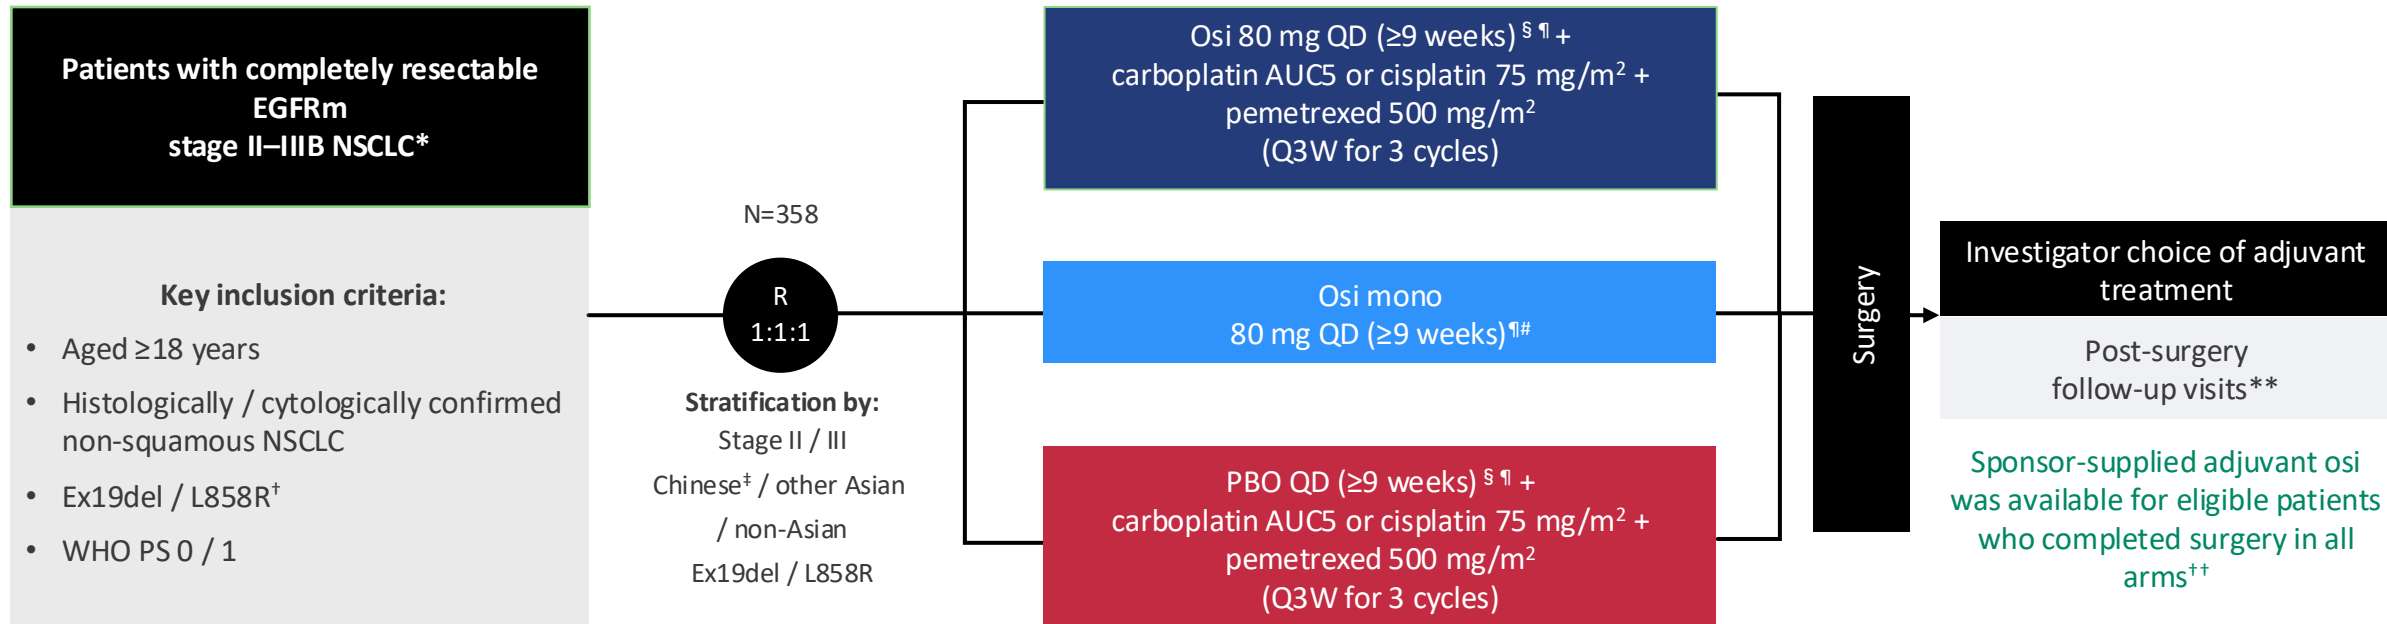 Patients with completely resectable
EGFRm
stage II–IIIB NSCLC*
Key inclusion criteria:
• Aged ≥18 years
• Histologically / cytologically confirmed
non-squamous NSCLC
• Ex19del / L858R†
• WHO PS 0 / 1
N=358
R
1:1:1
Stratification by:
Stage II / III
Chinese‡ / other Asian
/ non-Asian
Ex19del / L858R
Osi 80 mg QD (≥9 weeks) § ¶ +
carboplatin AUC5 or cisplatin 75 mg/m² +
pemetrexed 500 mg/m²
(Q3W for 3 cycles)
Osi mono
80 mg QD (≥9 weeks)¶#
PBO QD (≥9 weeks) § ¶ +
carboplatin AUC5 or cisplatin 75 mg/m² +
pemetrexed 500 mg/m²
(Q3W for 3 cycles)
Surgery
Investigator choice of adjuvant
treatment
Post-surgery
follow-up visits**
Sponsor-supplied adjuvant osi
was available for eligible patients
who completed surgery in all
arms††